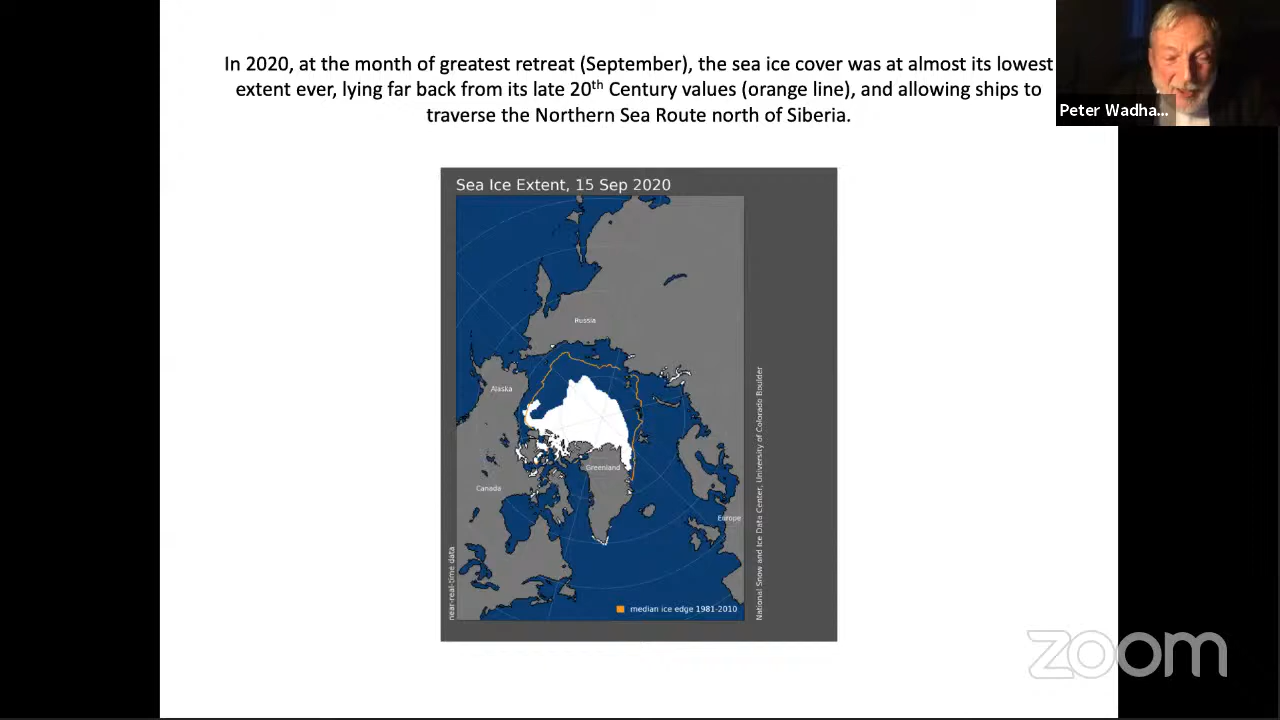 In 2020, at the month of greatest retreat (September), the sea ice cover was at almost its lowest
extent ever, lying far back from its late 20th Century values (orange line), and allowing ships to
traverse the Northern Sea Route north of Siberia.
Peter Wadha...
Sea Ice Extent, 15 Sep 2020
Russia
Alaska
Greenland
Canada
Europe
near-real-time data
National Snow and Ice Data Center, University of Colorado Boulder
median ice edge 1981-2010
zoom